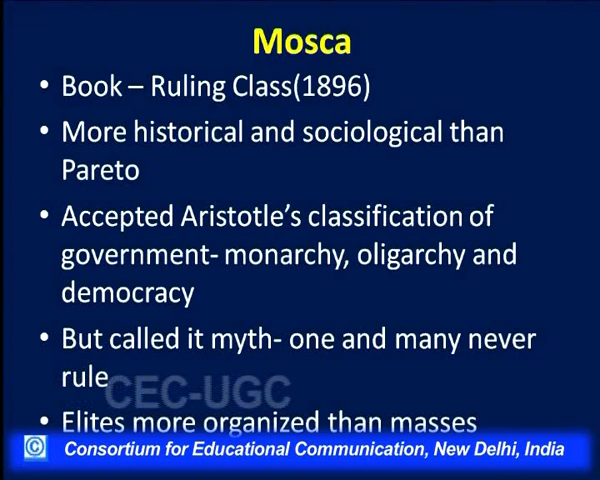 Mosca
• Book – Ruling Class(1896)
• More historical and sociological than
Pareto
• Accepted Aristotle's classification of
government- monarchy, oligarchy and
democracy
• But called it myth- one and many never
rule
CEC-UGC
• Elites more organized than masses
© Consortium for Educational Communication, New Delhi, India